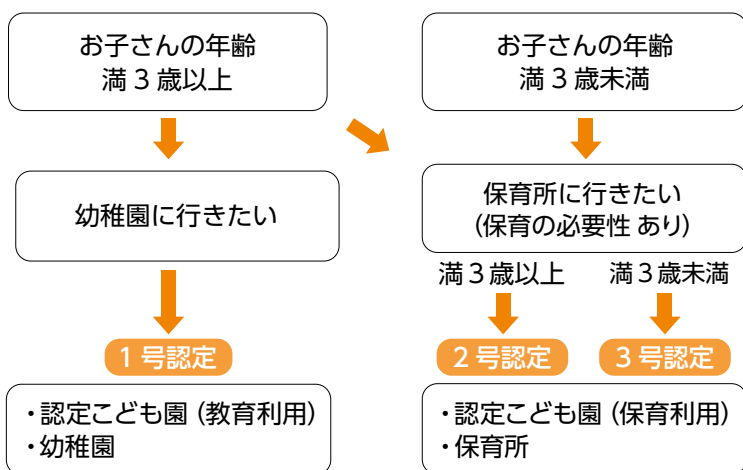 お子さんの年齢
満3歳以上
お子さんの年齢
満3歳未満
幼稚園に行きたい
保育所に行きたい
(保育の必要性 あり)
満3歳以上
満3歳未満
1号認定
2号認定
3号認定
・認定こども園(教育利用)
・幼稚園
・認定こども園(保育利用)
・保育所